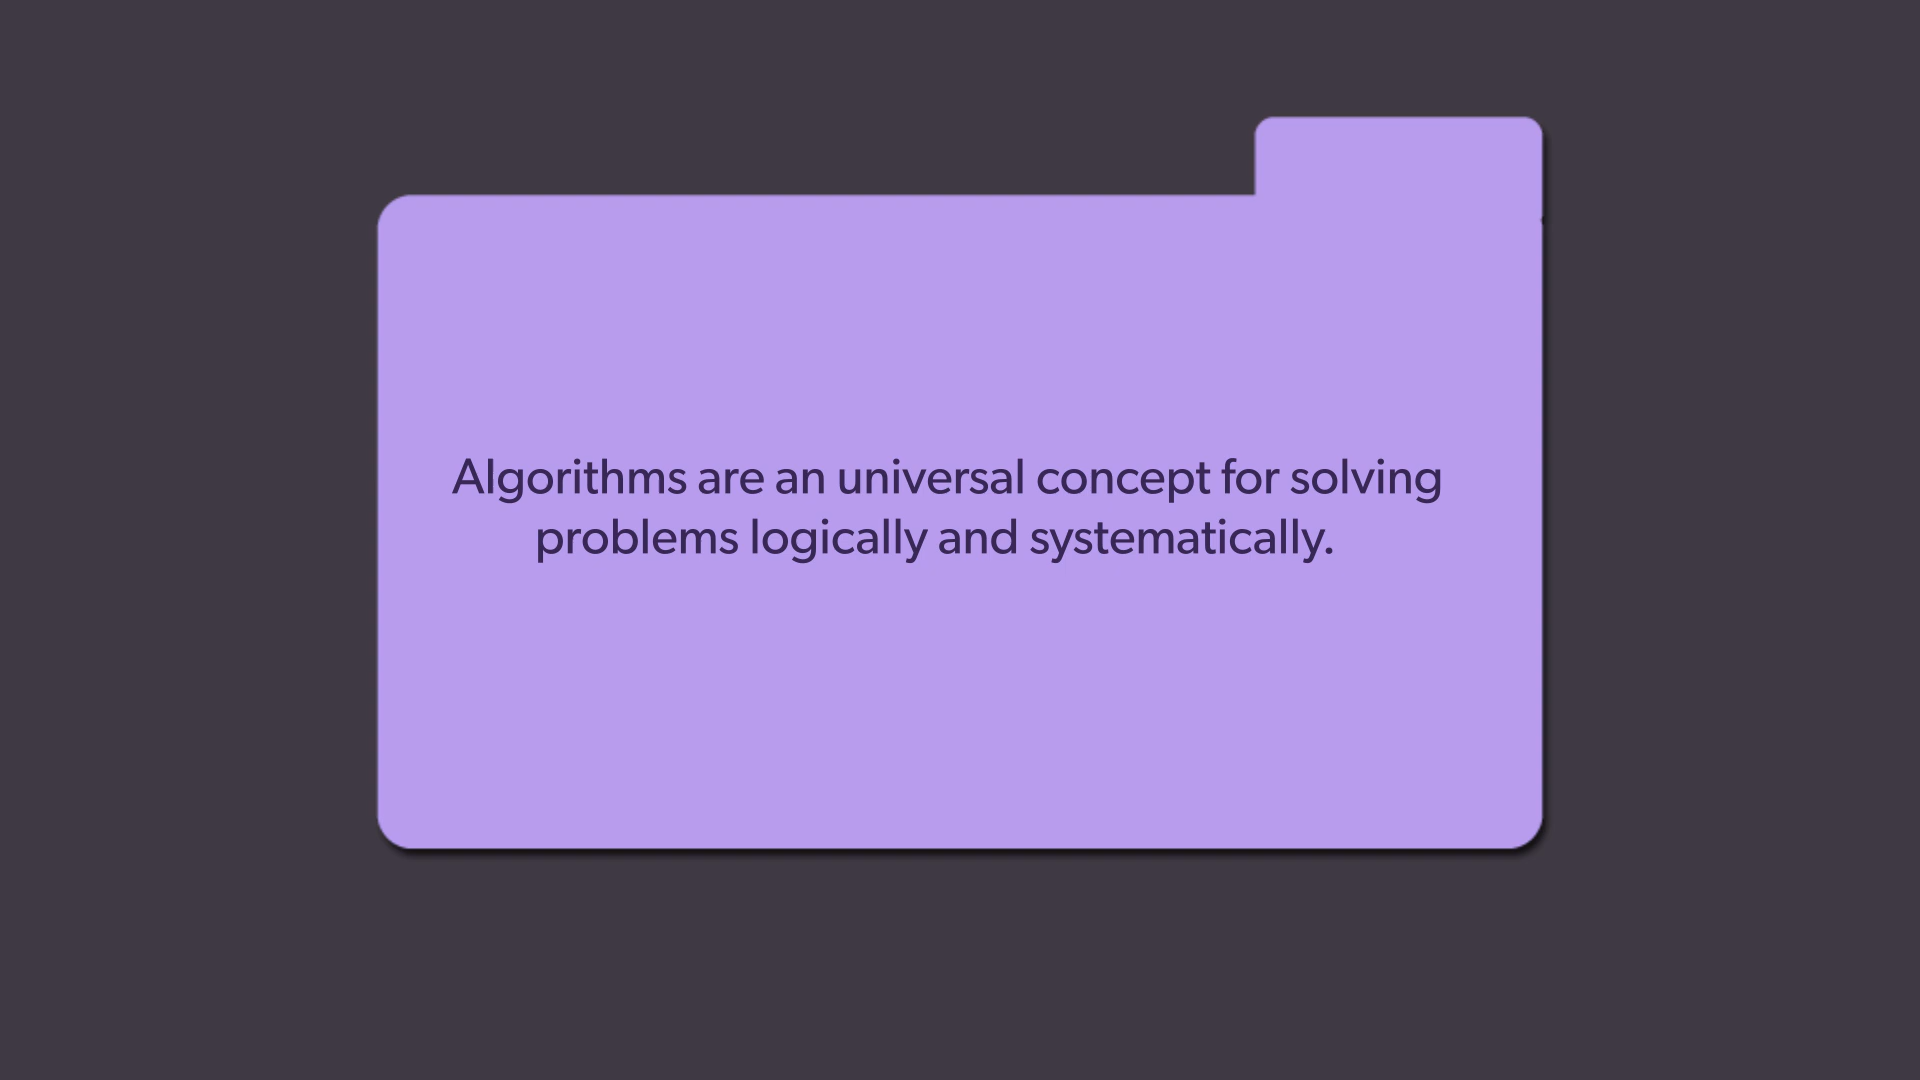 Algorithms are an universal concept for solving
problems logically and systematically.